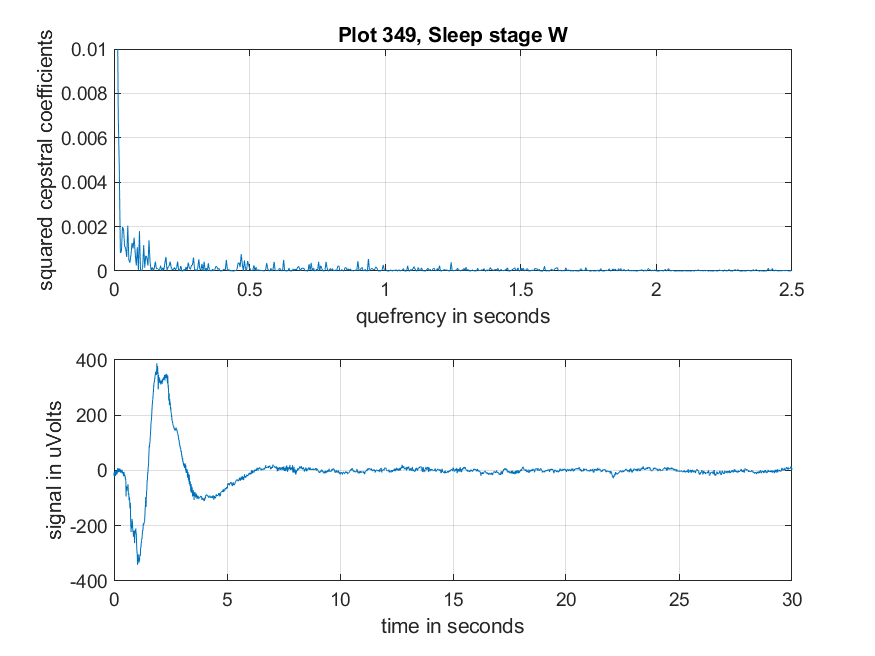 Plot 349, Sleep stage W
squared cepstral coefficients
0.01
0.008
0.006
0.004
0.002
0
0 0.5 1 1.5 2 2.5
quefrency in seconds
signal in uVolts
400
200
0
-200
-400
0 5 10 15 20 25 30
time in seconds